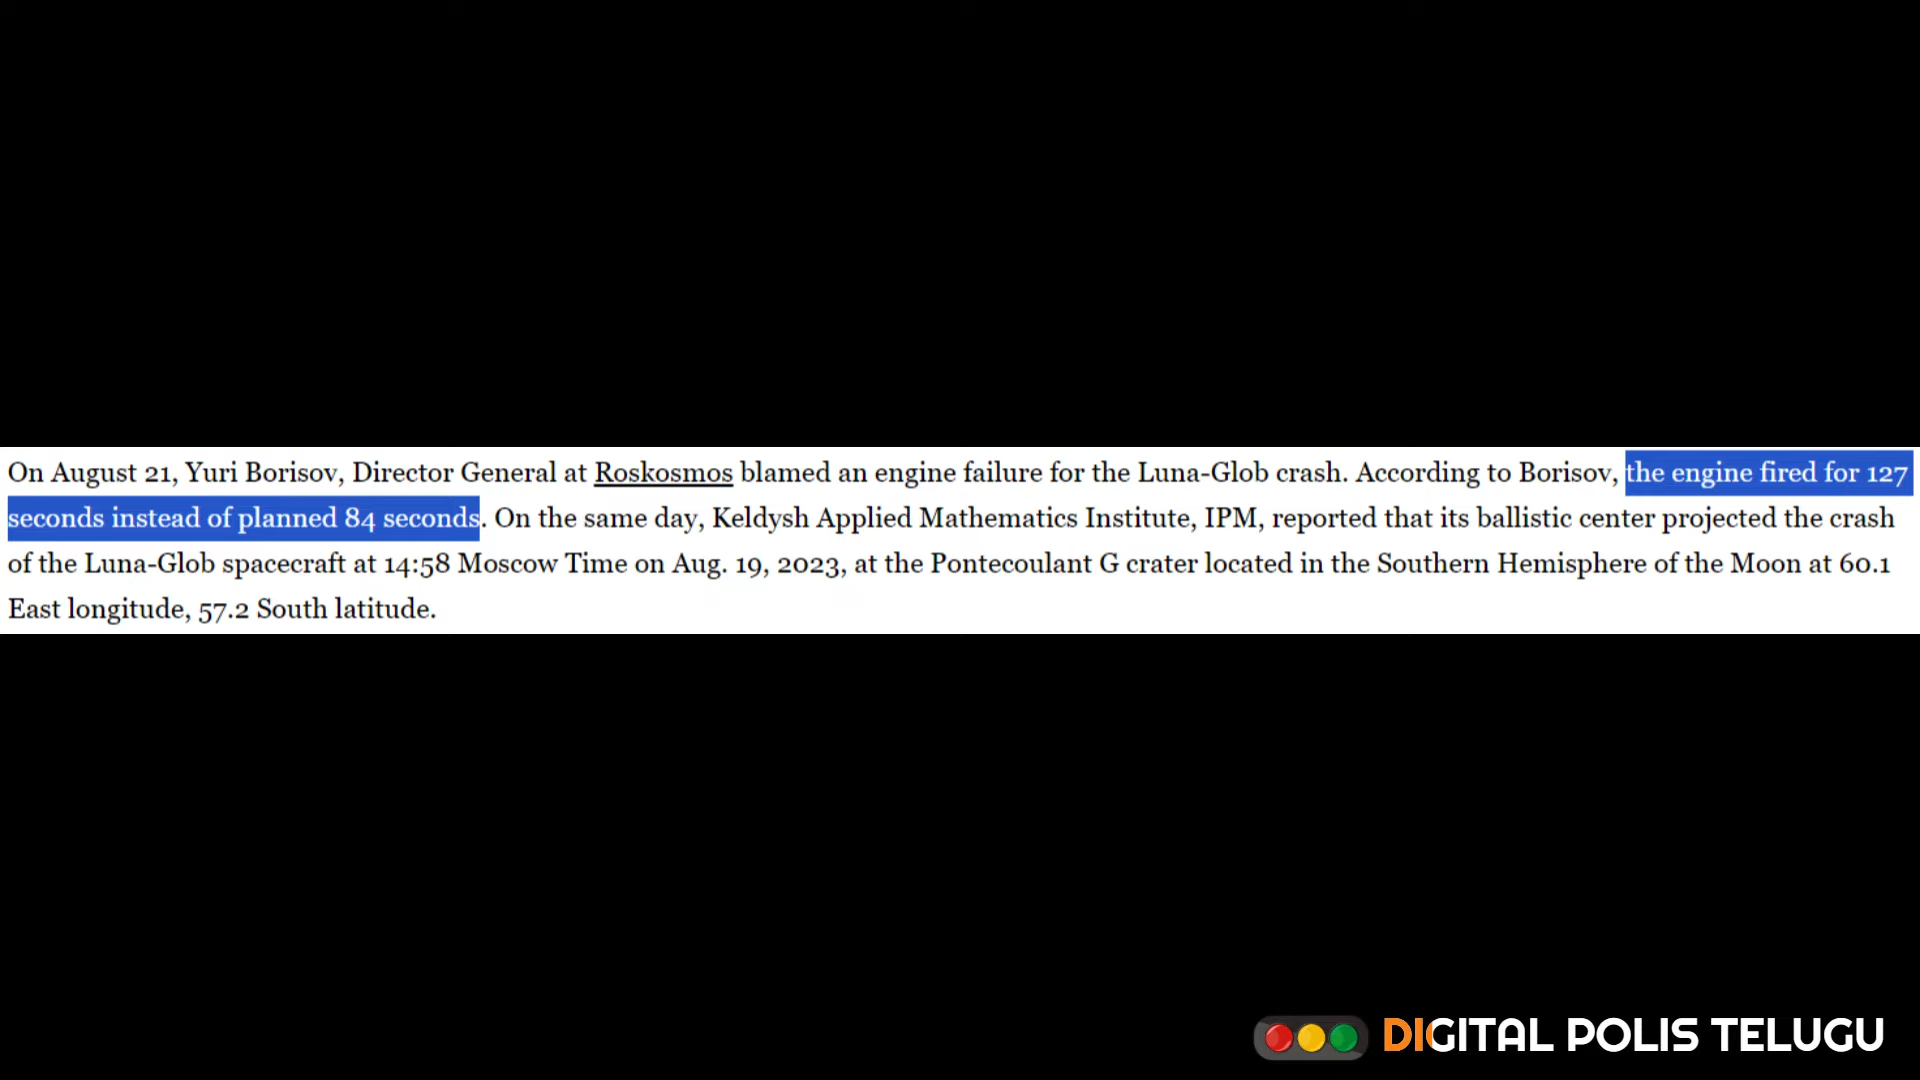 On August 21, Yuri Borisov, Director General at Roskosmos blamed an engine failure for the Luna-Glob crash. According to Borisov, the engine fired for 127
seconds instead of planned 84 seconds. On the same day, Keldysh Applied Mathematics Institute, IPM, reported that its ballistic center projected the crash
of the Luna-Glob spacecraft at 14:58 Moscow Time on Aug. 19, 2023, at the Pontecoulant G crater located in the Southern Hemisphere of the Moon at 60.1
East longitude, 57.2 South latitude.
DIGITAL POLIS TELUGU